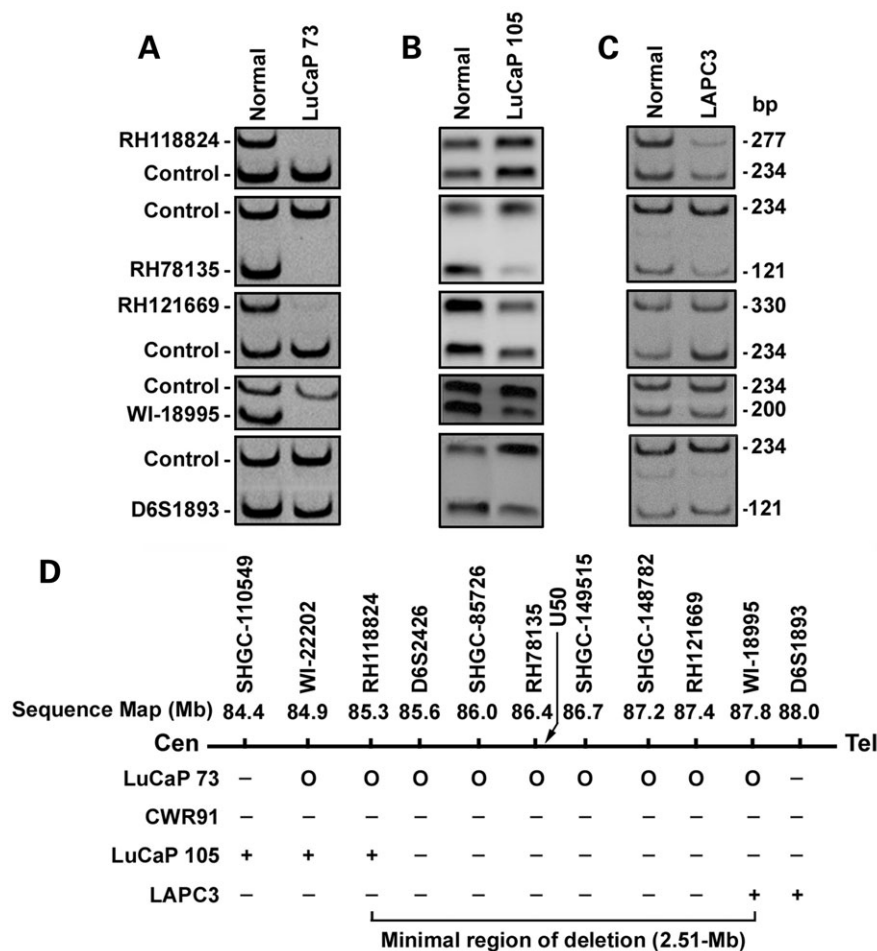 A B C
Normal LuCaP 73 Normal LuCaP 105 Normal LAPC3 bp
RH118824 - -277
Control - -234
Control - -234
RH78135 - -121
RH121669 - -330
Control - -234
Control - -234
WI-18995 - -200
Control - -234
D6S1893 - -121
D
SHGC-110549 WI-22202 RH118824 D6S2426 SHGC-85726 RH78135 U50 SHGC-149515 SHGC-148782 RH121669 WI-18995 D6S1893
Sequence Map (Mb) 84.4 84.9 85.3 85.6 86.0 86.4 86.7 87.2 87.4 87.8 88.0
Cen Tel
LuCaP 73 – O O O O O O O O O –
CWR91 – – – – – – – – – – –
LuCaP 105 + + + – – – – – – – –
LAPC3 – – – – – – – – – + +
Minimal region of deletion (2.51-Mb)